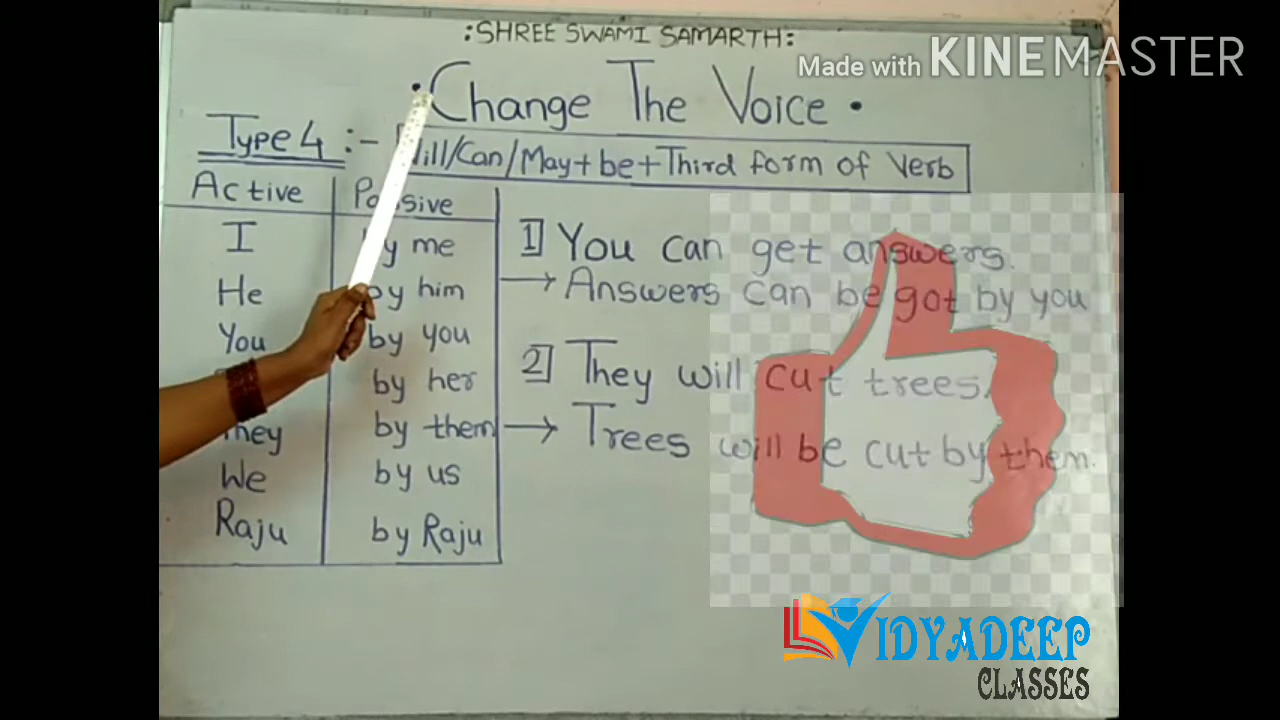 :SHREE SWAMI SAMARTH:
Made with KINEMASTER
• Change The Voice •
Type 4 :- Will/Can/May + be + Third form of Verb
Active Passive
I by me
He by him
You by you
by her
They by them
We by us
Raju by Raju
1] You can get answers.
→ Answers can be got by you
2] They will cut trees.
→ Trees will be cut by them.
VIDYADEEP
CLASSES